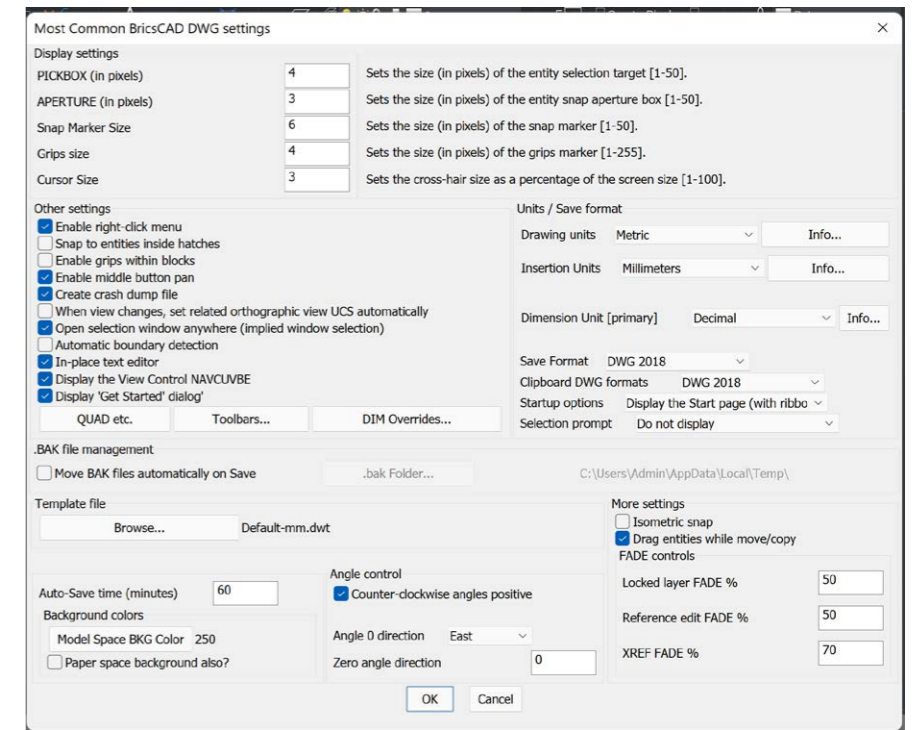 Most Common BricsCAD DWG settings
Display settings
PICKBOX (in pixels) 4 Sets the size (in pixels) of the entity selection target [1-50].
APERTURE (in pixels) 3 Sets the size (in pixels) of the entity snap aperture box [1-50].
Snap Marker Size 6 Sets the size (in pixels) of the snap marker [1-50].
Grips size 4 Sets the size (in pixels) of the grips marker [1-255].
Cursor Size 3 Sets the cross-hair size as a percentage of the screen size [1-100].
Other settings
Enable right-click menu
Snap to entities inside hatches
Enable grips within blocks
Enable middle button pan
Create crash dump file
When view changes, set related orthographic view UCS automatically
Open selection window anywhere (implied window selection)
Automatic boundary detection
In-place text editor
Display the View Control NAVCUVBE
Display 'Get Started' dialog'
QUAD etc. Toolbars... DIM Overrides...
Units / Save format
Drawing units Metric Info...
Insertion Units Millimeters Info...
Dimension Unit [primary] Decimal Info...
Save Format DWG 2018
Clipboard DWG formats DWG 2018
Startup options Display the Start page (with ribbo
Selection prompt Do not display
.BAK file management
Move BAK files automatically on Save .bak Folder... C:\Users\Admin\AppData\Local\Temp\
Template file
Browse... Default-mm.dwt
More settings
Isometric snap
Drag entities while move/copy
FADE controls
Locked layer FADE % 50
Reference edit FADE % 50
XREF FADE % 70
Auto-Save time (minutes) 60
Background colors
Model Space BKG Color 250
Paper space background also?
Angle control
Counter-clockwise angles positive
Angle 0 direction East
Zero angle direction 0
OK Cancel